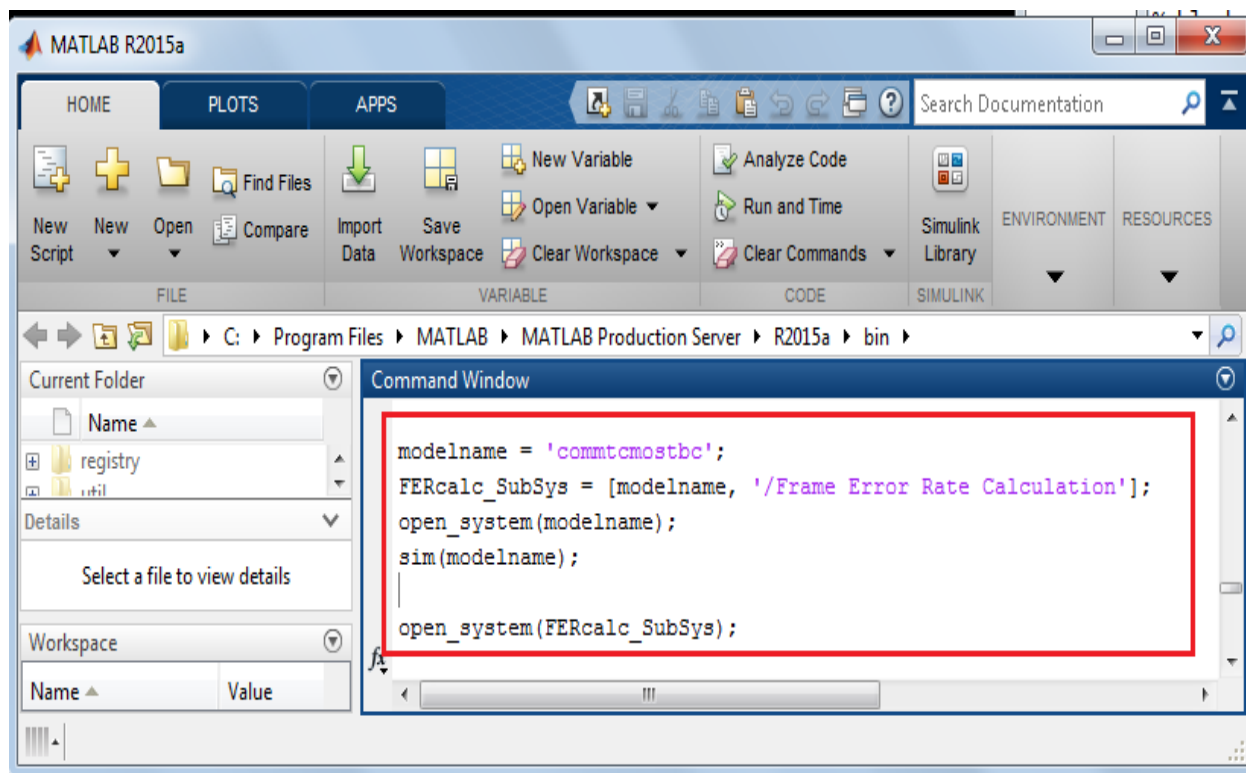 MATLAB R2015a
HOME PLOTS APPS Search Documentation
New Script
New
Open
Find Files
Compare
FILE
Import Data
Save Workspace
New Variable
Open Variable
Clear Workspace
VARIABLE
Analyze Code
Run and Time
Clear Commands
CODE
Simulink Library
SIMULINK
ENVIRONMENT
RESOURCES
C: Program Files MATLAB MATLAB Production Server R2015a bin
Current Folder
Name
registry
util
Details
Select a file to view details
Workspace
Name Value
Command Window
modelname = 'commtcmostbc';
FERcalc_SubSys = [modelname, '/Frame Error Rate Calculation'];
open_system(modelname);
sim(modelname);
open_system(FERcalc_SubSys);
fx